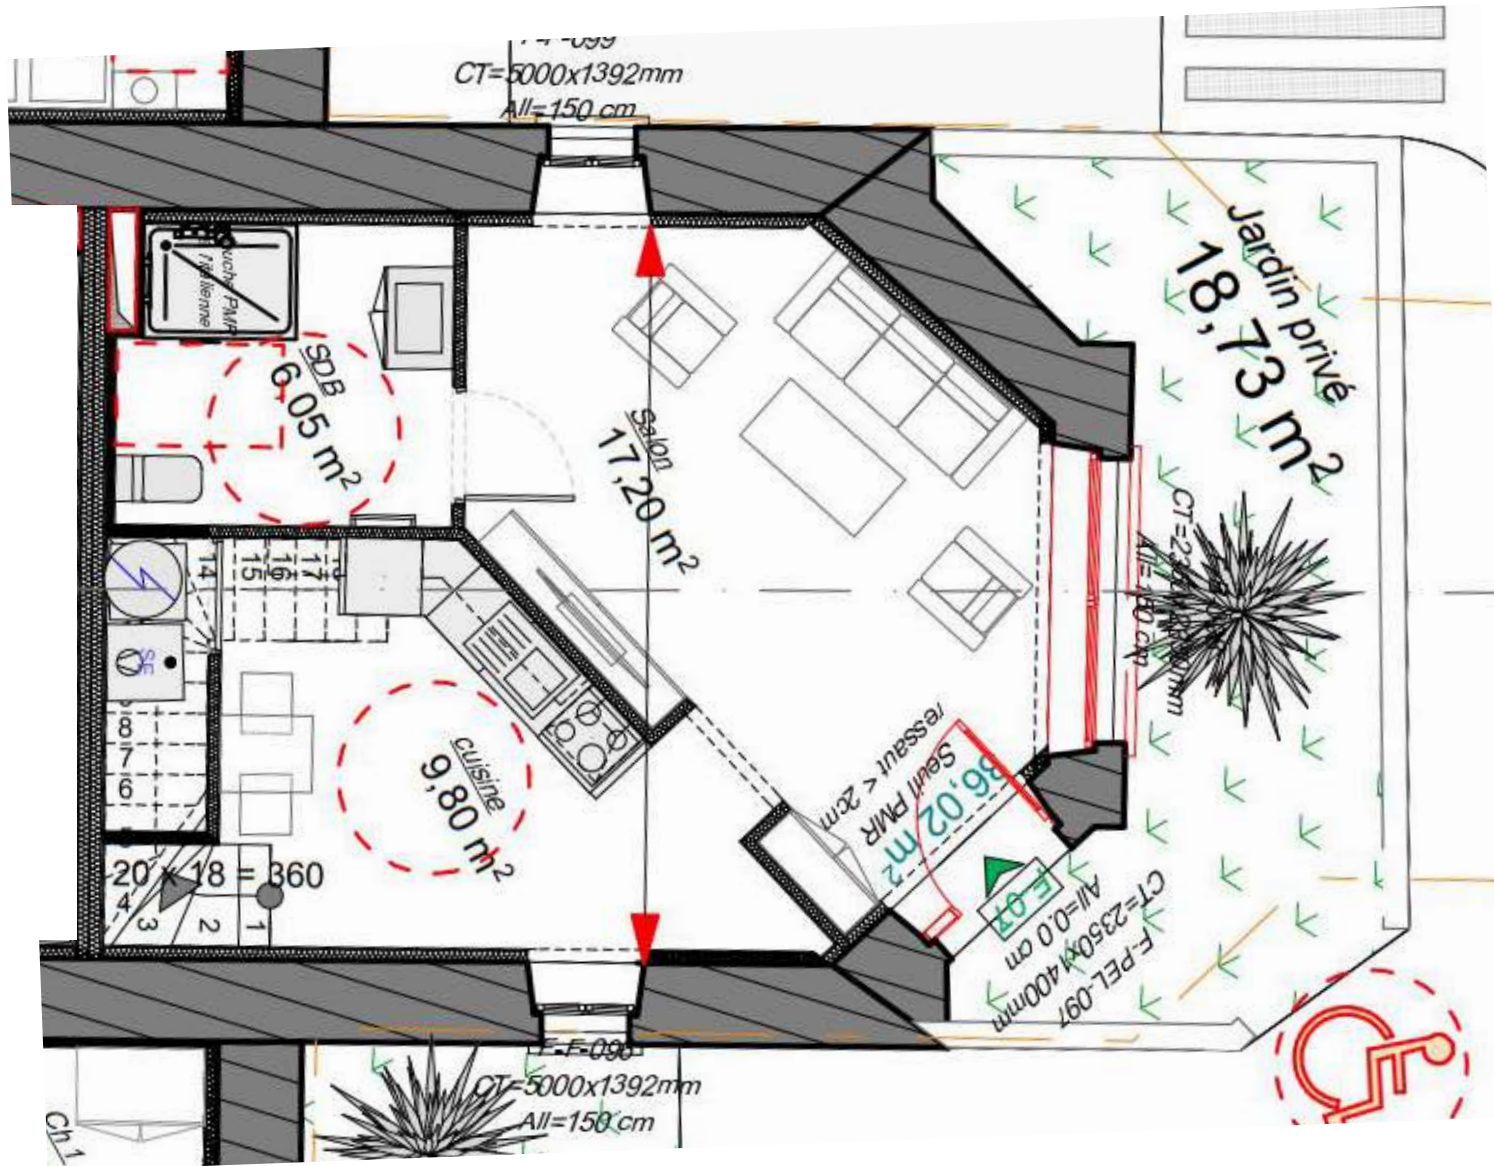 CT=5000x1392mm
All=150 cm
Jardin privé
18,73 m²
SDB
6,05 m²
Salon
17,20 m²
14
15
16
17
SE
8
7
6
cuisine
9,80 m²
ressaut < 2cm
Seuil PMR
36,02 m²
E-07
20 x 18 = 360
4
3
2
1
F-PEL-097
CT=2350x1400mm
All=0.0 cm
CT=5000x1392mm
All=150 cm
Ch 1